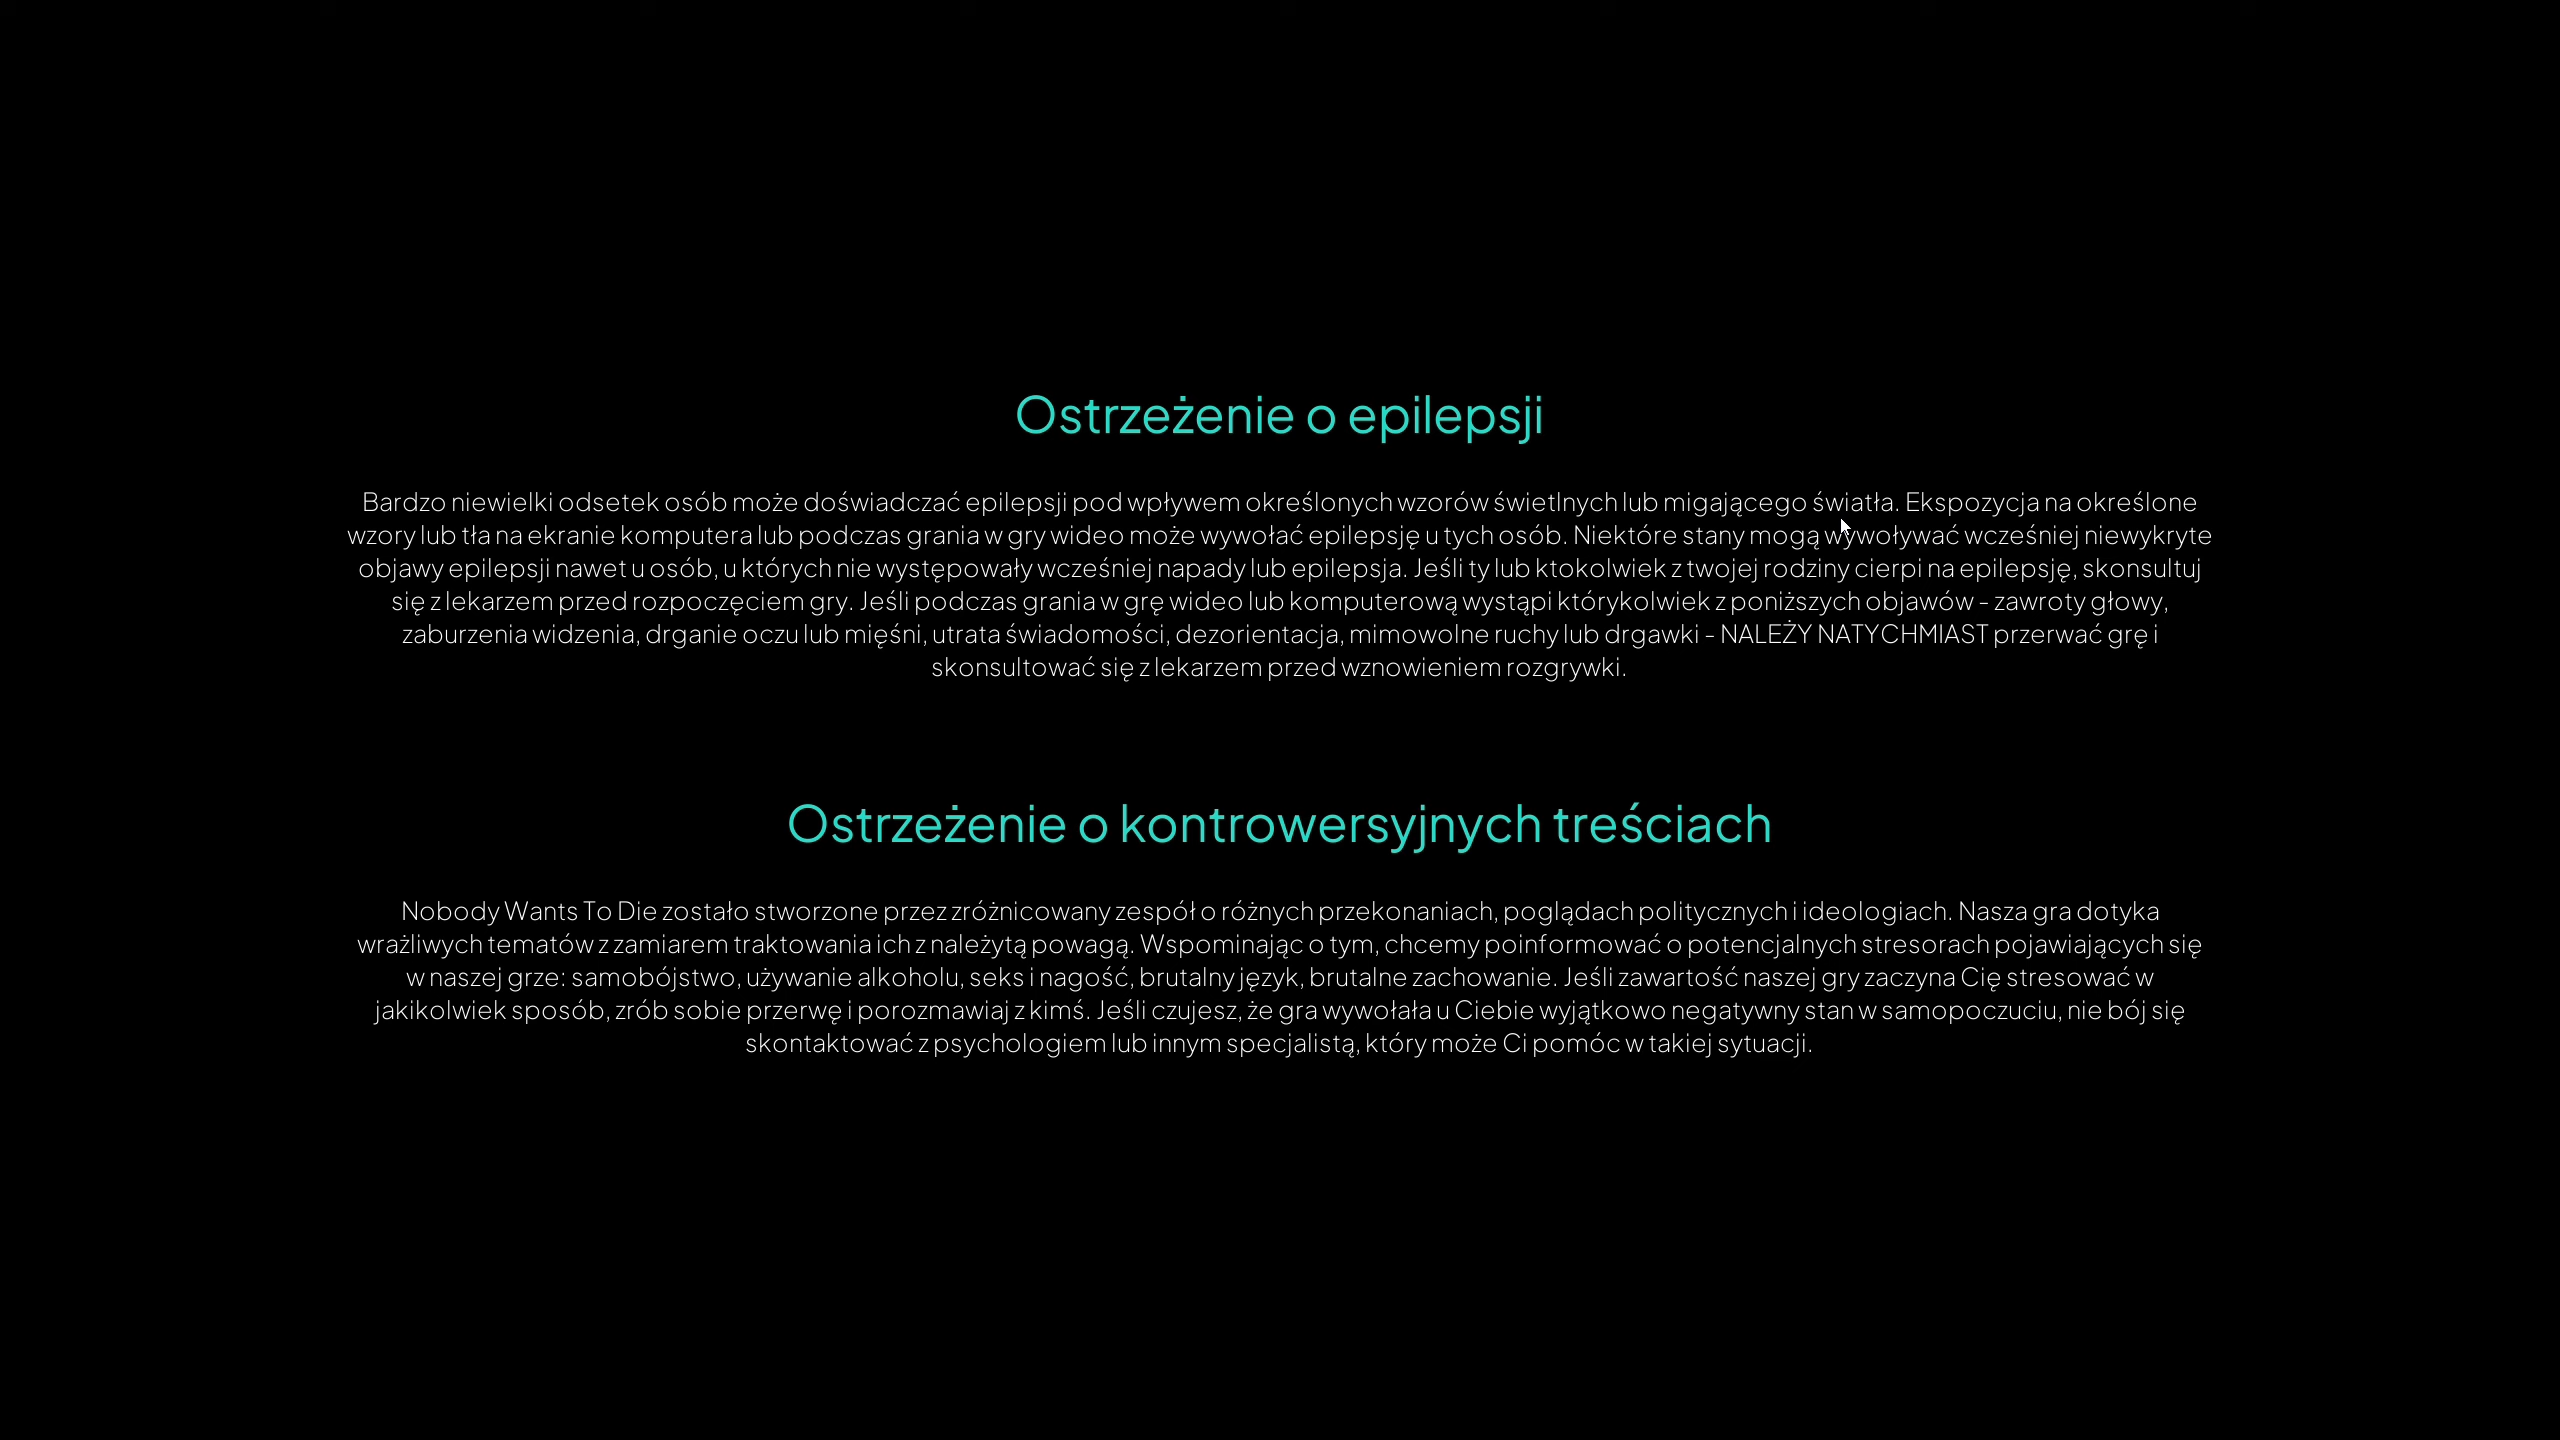 Ostrzeżenie o epilepsji
Bardzo niewielki odsetek osób może doświadczać epilepsji pod wpływem określonych wzorów świetlnych lub migającego światła. Ekspozycja na określone
wzory lub tła na ekranie komputera lub podczas grania w gry wideo może wywołać epilepsję u tych osób. Niektóre stany mogą wywoływać wcześniej niewykryte
objawy epilepsji nawet u osób, u których nie występowały wcześniej napady lub epilepsja. Jeśli ty lub ktokolwiek z twojej rodziny cierpi na epilepsję, skonsultuj
się z lekarzem przed rozpoczęciem gry. Jeśli podczas grania w grę wideo lub komputerową wystąpi którykolwiek z poniższych objawów - zawroty głowy,
zaburzenia widzenia, drganie oczu lub mięśni, utrata świadomości, dezorientacja, mimowolne ruchy lub drgawki - NALEŻY NATYCHMIAST przerwać grę i
skonsultować się z lekarzem przed wznowieniem rozgrywki.
Ostrzeżenie o kontrowersyjnych treściach
Nobody Wants To Die zostało stworzone przez zróżnicowany zespół o różnych przekonaniach, poglądach politycznych i ideologiach. Nasza gra dotyka
wrażliwych tematów z zamiarem traktowania ich z należytą powagą. Wspominając o tym, chcemy poinformować o potencjalnych stresorach pojawiających się
w naszej grze: samobójstwo, używanie alkoholu, seks i nagość, brutalny język, brutalne zachowanie. Jeśli zawartość naszej gry zaczyna Cię stresować w
jakikolwiek sposób, zrób sobie przerwę i porozmawiaj z kimś. Jeśli czujesz, że gra wywołała u Ciebie wyjątkowo negatywny stan w samopoczuciu, nie bój się
skontaktować z psychologiem lub innym specjalistą, który może Ci pomóc w takiej sytuacji.